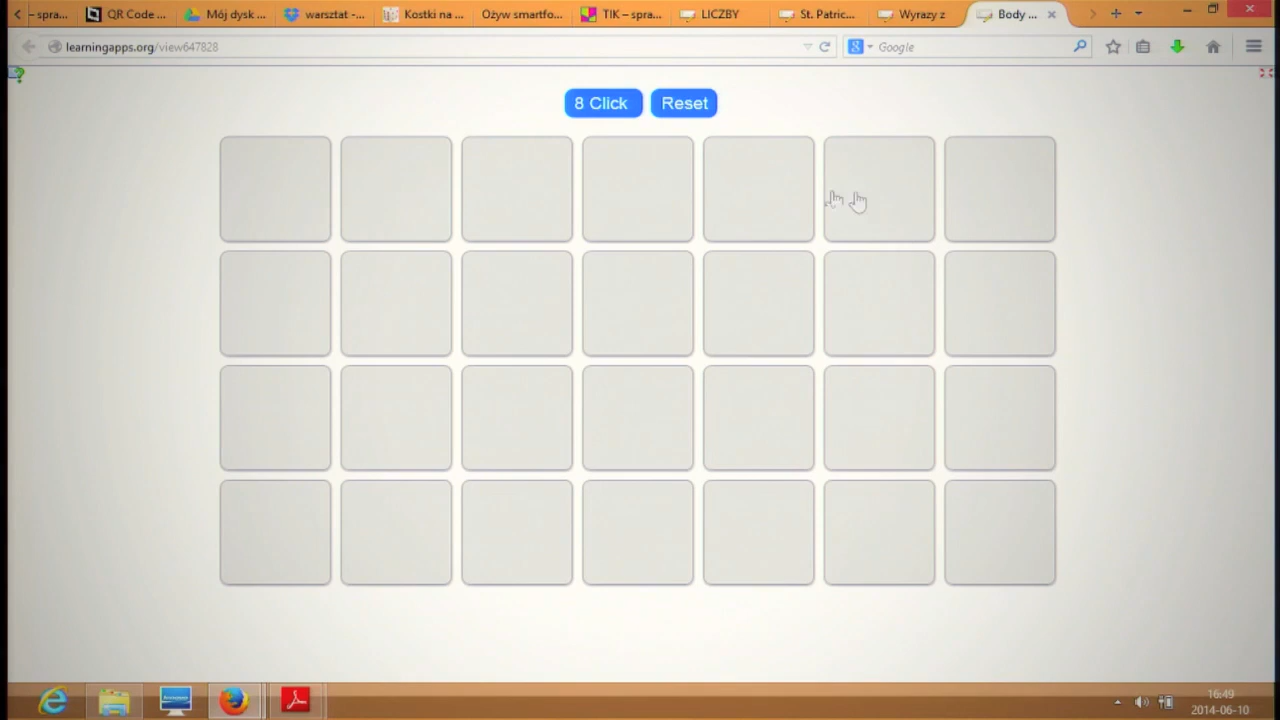 – spra...
QR Code ...
Mój dysk ...
warsztat -...
Kostki na ...
Ożyw smartfo...
TIK – spra...
LICZBY
St. Patric...
Wyrazy z
Body ...
learningapps.org/view647828
Google
8 Click
Reset
16:49
2014-06-10